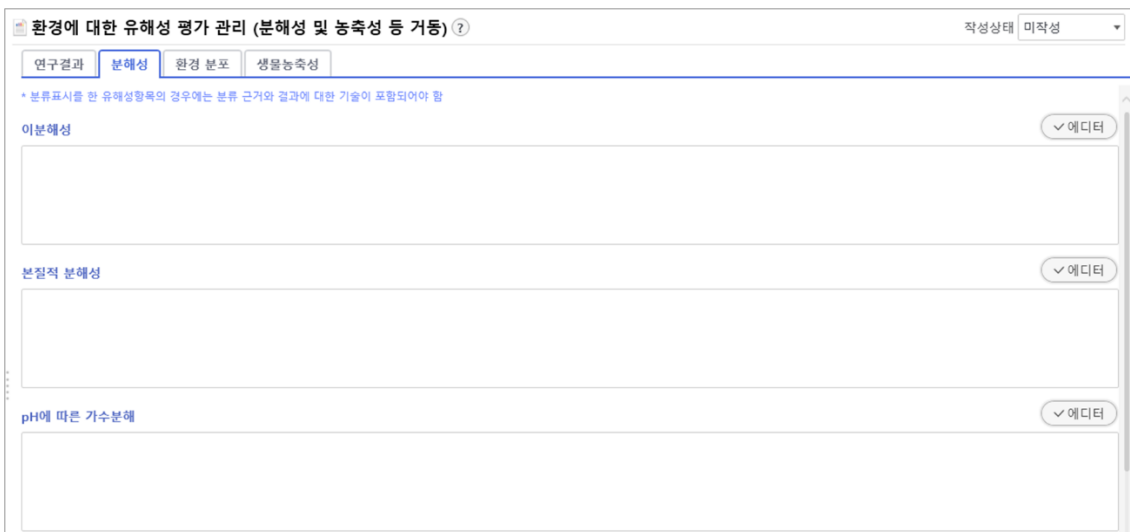 환경에 대한 유해성 평가 관리 (분해성 및 농축성 등 거동) ?
작성상태 미작성
연구결과 분해성 환경 분포 생물농축성
* 분류표시를 한 유해성항목의 경우에는 분류 근거와 결과에 대한 기술이 포함되어야 함
이분해성 에디터
본질적 분해성 에디터
pH에 따른 가수분해 에디터